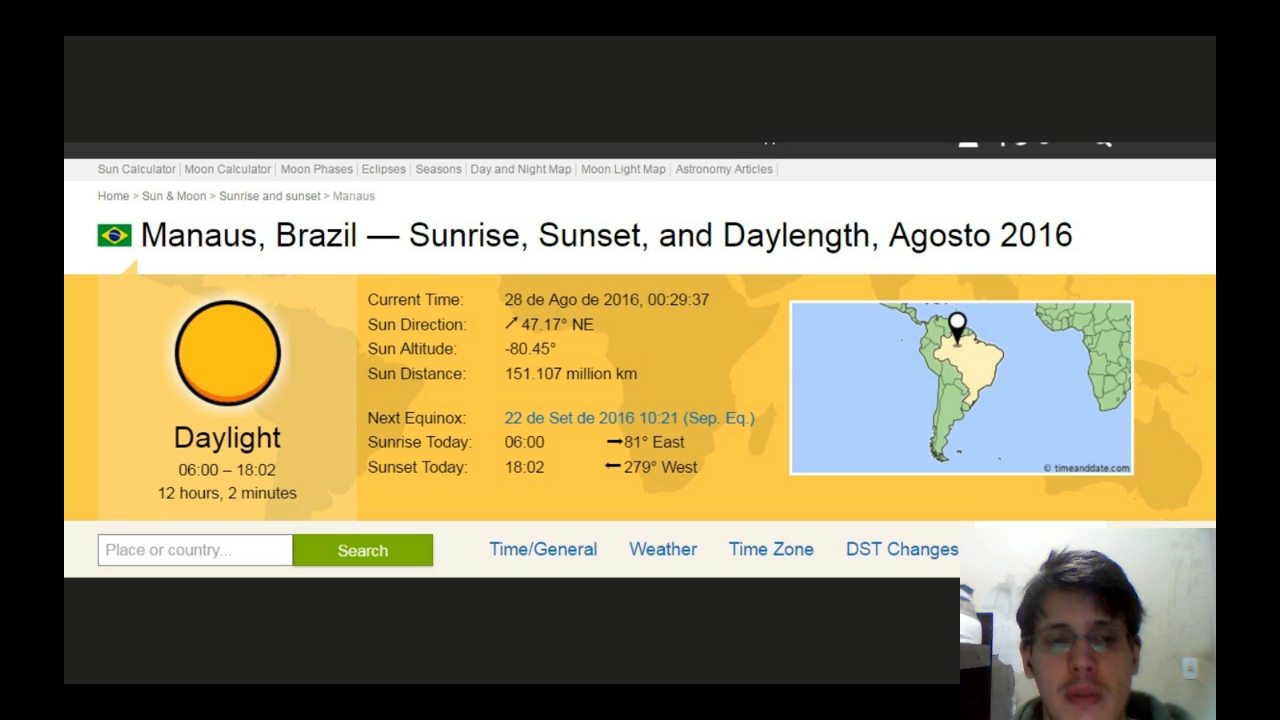 Sun Calculator Moon Calculator Moon Phases Eclipses Seasons Day and Night Map Moon Light Map Astronomy Articles
Home > Sun & Moon > Sunrise and sunset > Manaus
Manaus, Brazil — Sunrise, Sunset, and Daylength, Agosto 2016
Daylight
06:00 – 18:02
12 hours, 2 minutes
Current Time: 28 de Ago de 2016, 00:29:37
Sun Direction: ↗ 47.17° NE
Sun Altitude: -80.45°
Sun Distance: 151.107 million km
Next Equinox: 22 de Set de 2016 10:21 (Sep. Eq.)
Sunrise Today: 06:00 →81° East
Sunset Today: 18:02 ←279° West
© timeanddate.com
Place or country... Search Time/General Weather Time Zone DST Changes